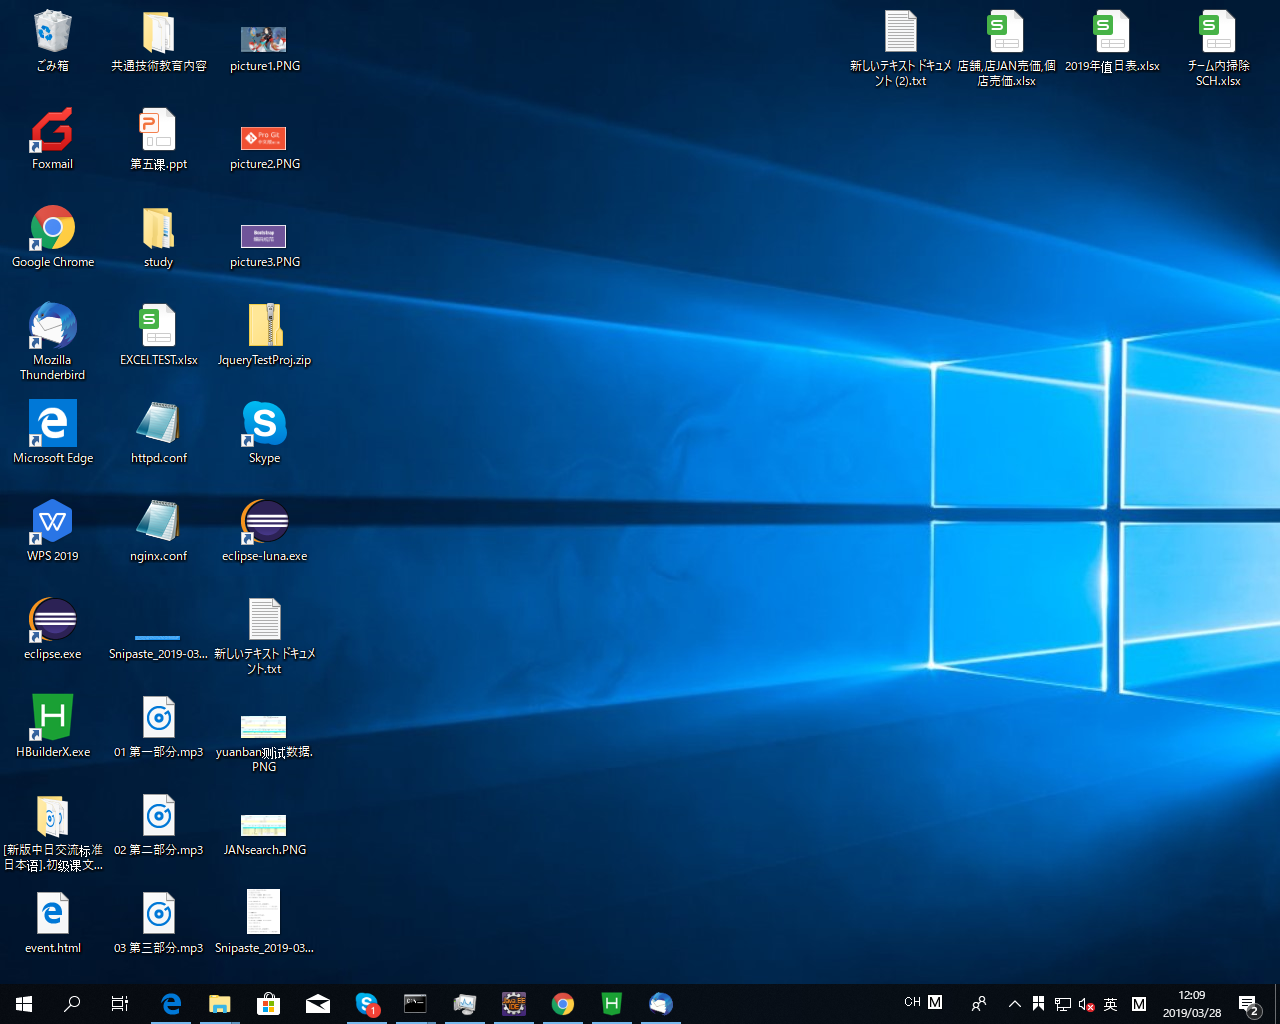 ごみ箱
共通技術教育内容
picture1.PNG
新しいテキスト ドキュメ
ント (2).txt
店舗,店JAN売価,個
店売価.xlsx
2019年値日表.xlsx
チーム内掃除
SCH.xlsx
Foxmail
第五课.ppt
Pro Git
picture2.PNG
Google Chrome
study
Bootstrap
picture3.PNG
Mozilla
Thunderbird
EXCELTEST.xlsx
JqueryTestProj.zip
Microsoft Edge
httpd.conf
Skype
WPS 2019
nginx.conf
eclipse-luna.exe
eclipse.exe
Snipaste_2019-03...
新しいテキスト ドキュメ
ント.txt
HBuilderX.exe
01 第一部分.mp3
yuanban测试数据.
PNG
[新版中日交流标准
日本语].初级课文...
02 第二部分.mp3
JANsearch.PNG
event.html
03 第三部分.mp3
Snipaste_2019-03...
1
CH
M
英
M
12:09
2019/03/28
2